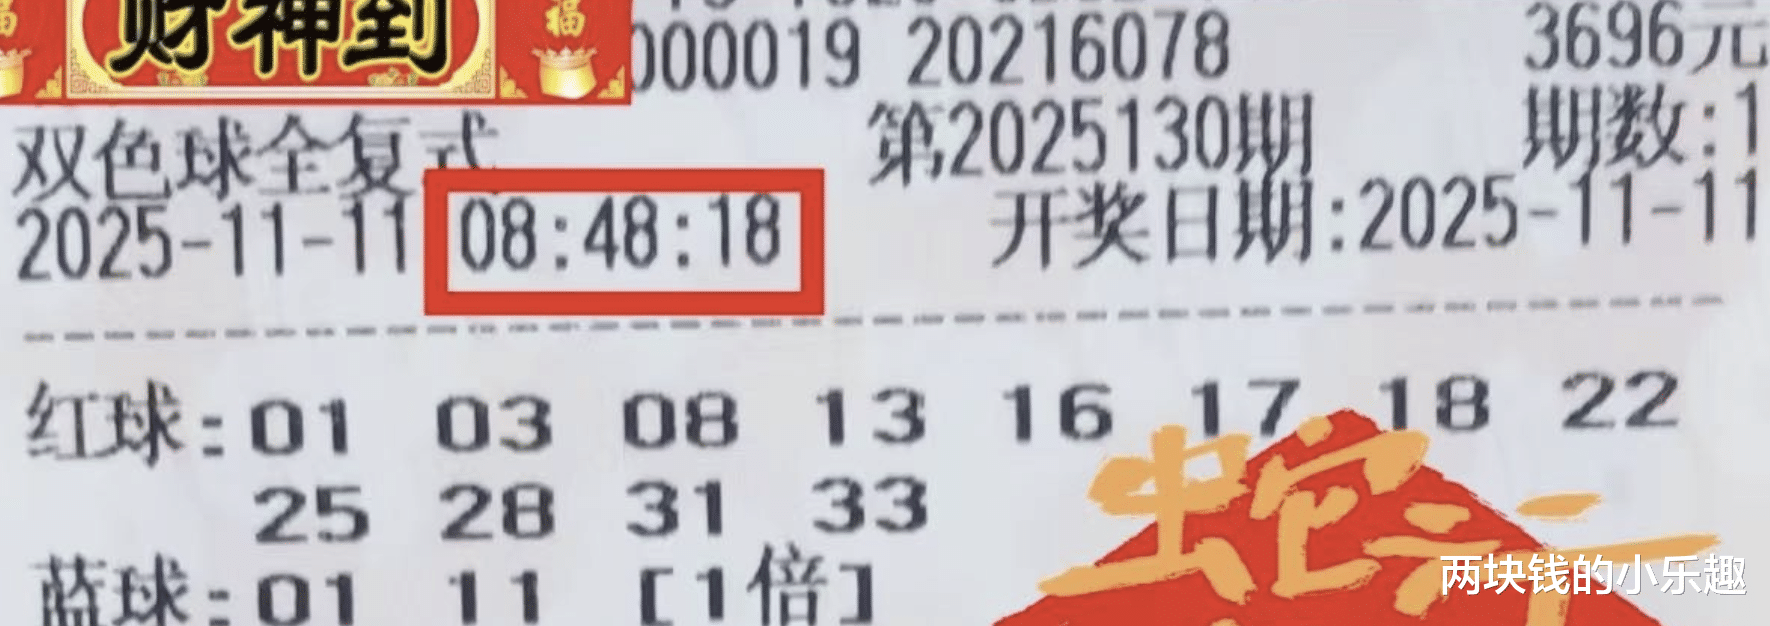 福 财神到 福
000019 20216078 3696元
双色球全复式 第2025130期 期数:1
2025-11-11 08:48:18 开奖日期:2025-11-11
红球:01 03 08 13 16 17 18 22
25 28 31 33
蓝球:01 11 [1倍]
蛇
两块钱的小乐趣